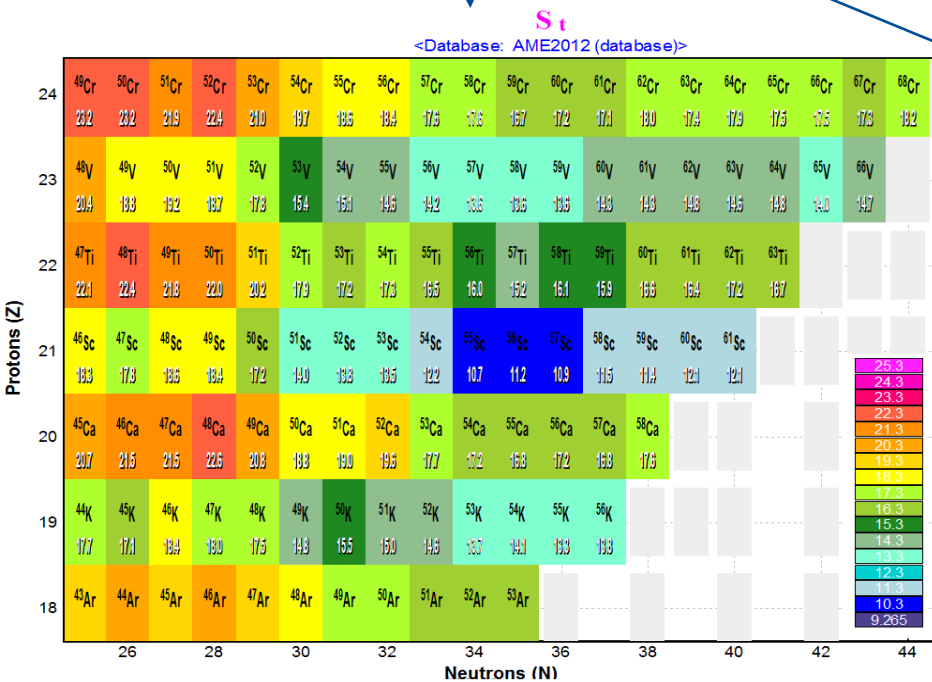 S t
<Database: AME2012 (database)>
24
⁴⁹Cr ⁵⁰Cr ⁵¹Cr ⁵²Cr ⁵³Cr ⁵⁴Cr ⁵⁵Cr ⁵⁶Cr ⁵⁷Cr ⁵⁸Cr ⁵⁹Cr ⁶⁰Cr ⁶¹Cr ⁶²Cr ⁶³Cr ⁶⁴Cr ⁶⁵Cr ⁶⁶Cr ⁶⁷Cr ⁶⁸Cr
23.2 23.2 21.9 22.4 21.0 19.7 18.6 18.4 17.6 17.6 16.7 17.2 17.1 18.0 17.4 17.9 17.5 17.5 17.3 18.2
23
⁴⁸V ⁴⁹V ⁵⁰V ⁵¹V ⁵²V ⁵³V ⁵⁴V ⁵⁵V ⁵⁶V ⁵⁷V ⁵⁸V ⁵⁹V ⁶⁰V ⁶¹V ⁶²V ⁶³V ⁶⁴V ⁶⁵V ⁶⁶V
20.4 19.2 18.7 15.4 15.1 14.6 14.2 13.6 13.6 13.6 14.3 14.3 14.6 14.0 14.7
22
⁴⁷Ti ⁴⁸Ti ⁴⁹Ti ⁵⁰Ti ⁵¹Ti ⁵²Ti ⁵³Ti ⁵⁴Ti ⁵⁵Ti ⁵⁶Ti ⁵⁷Ti ⁵⁸Ti ⁵⁹Ti ⁶⁰Ti ⁶¹Ti ⁶²Ti ⁶³Ti
22.1 22.4 21.8 22.0 20.2 17.9 17.2 17.3 16.5 16.0 15.2 16.1 15.9 16.6 16.4 17.2 16.7
21
⁴⁶Sc ⁴⁷Sc ⁴⁸Sc ⁴⁹Sc ⁵⁰Sc ⁵¹Sc ⁵²Sc ⁵³Sc ⁵⁴Sc ⁵⁵Sc ⁵⁶Sc ⁵⁷Sc ⁵⁸Sc ⁵⁹Sc ⁶⁰Sc ⁶¹Sc
18.3 17.8 18.6 18.4 17.2 14.0 13.5 12.2 10.7 11.2 10.9 11.5 11.4 12.1 12.1
20
⁴⁵Ca ⁴⁶Ca ⁴⁷Ca ⁴⁸Ca ⁴⁹Ca ⁵⁰Ca ⁵¹Ca ⁵²Ca ⁵³Ca ⁵⁴Ca ⁵⁵Ca ⁵⁶Ca ⁵⁷Ca ⁵⁸Ca
20.7 21.5 21.5 22.6 20.8 18.8 19.0 19.6 17.7 17.2 16.8 17.2 16.8 17.6
19
⁴⁴K ⁴⁵K ⁴⁶K ⁴⁷K ⁴⁸K ⁴⁹K ⁵⁰K ⁵¹K ⁵²K ⁵³K ⁵⁴K ⁵⁵K ⁵⁶K
17.7 17.1 18.4 18.0 17.5 14.8 15.5 15.0 14.6 13.7 14.1
18
⁴³Ar ⁴⁴Ar ⁴⁵Ar ⁴⁶Ar ⁴⁷Ar ⁴⁸Ar ⁴⁹Ar ⁵⁰Ar ⁵¹Ar ⁵²Ar ⁵³Ar
Protons (Z)
25.3
24.3
23.3
22.3
21.3
20.3
19.3
18.3
17.3
16.3
15.3
14.3
13.3
12.3
11.3
10.3
9.265
26 28 30 32 34 36 38 40 42 44
Neutrons (N)